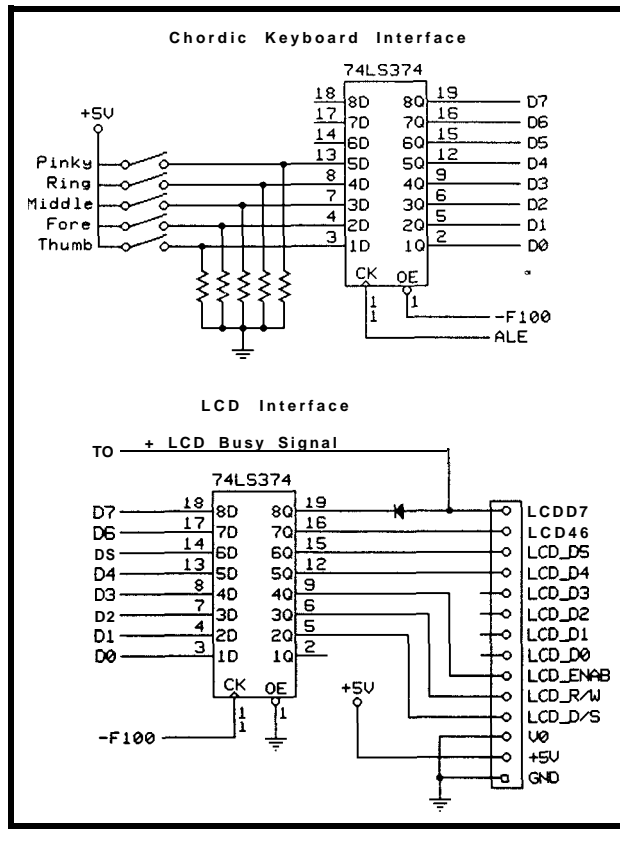 Chordic Keyboard Interface
74LS374
+5V
18 8D 8Q 19 D7
17 7D 7Q 16 D6
14 6D 6Q 15 D5
Pinky 13 5D 5Q 12 D4
Ring 8 4D 4Q 9 D3
Middle 7 3D 3Q 6 D2
Fore 4 2D 2Q 5 D1
Thumb 3 1D 1Q 2 D0
CK OE
11 1
-F100
ALE
LCD Interface
TO + LCD Busy Signal
74LS374
D7 18 8D 8Q 19 LCDD7
D6 17 7D 7Q 16 LCD46
DS 14 6D 6Q 15 LCD_D5
D4 13 5D 5Q 12 LCD_D4
D3 8 4D 4Q 9 LCD_D3
D2 7 3D 3Q 6 LCD_D2
D1 4 2D 2Q 5 LCD_D1
D0 3 1D 1Q 2 LCD_D0
LCD_ENAB
CK OE +5V LCD_R/W
11 1 LCD_D/S
-F100 V0
+5V
GND